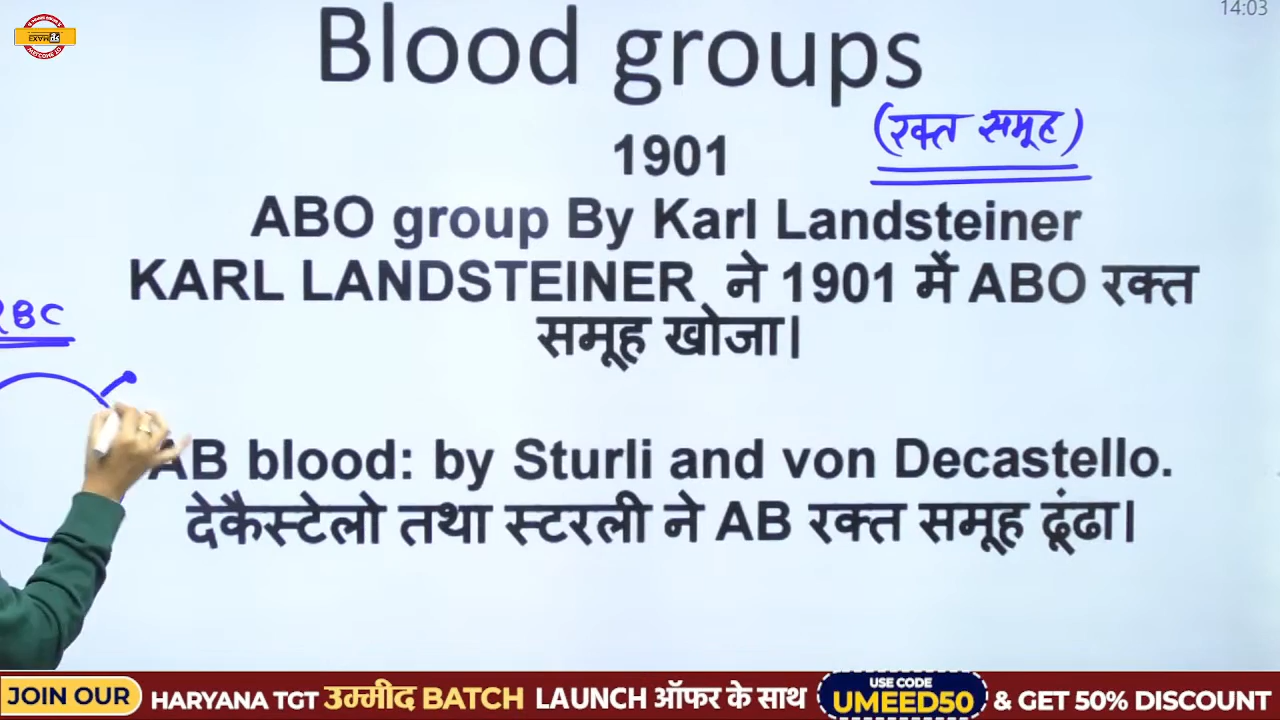 14:03
Blood groups
(रक्त समूह)
1901
ABO group By Karl Landsteiner
KARL LANDSTEINER ने 1901 में ABO रक्त
समूह खोजा।
RBC
AB blood: by Sturli and von Decastello.
देकैस्टेलो तथा स्टरली ने AB रक्त समूह ढूंढा।
JOIN OUR HARYANA TGT उम्मीद BATCH LAUNCH ऑफर के साथ USE CODE UMEED50 & GET 50% DISCOUNT